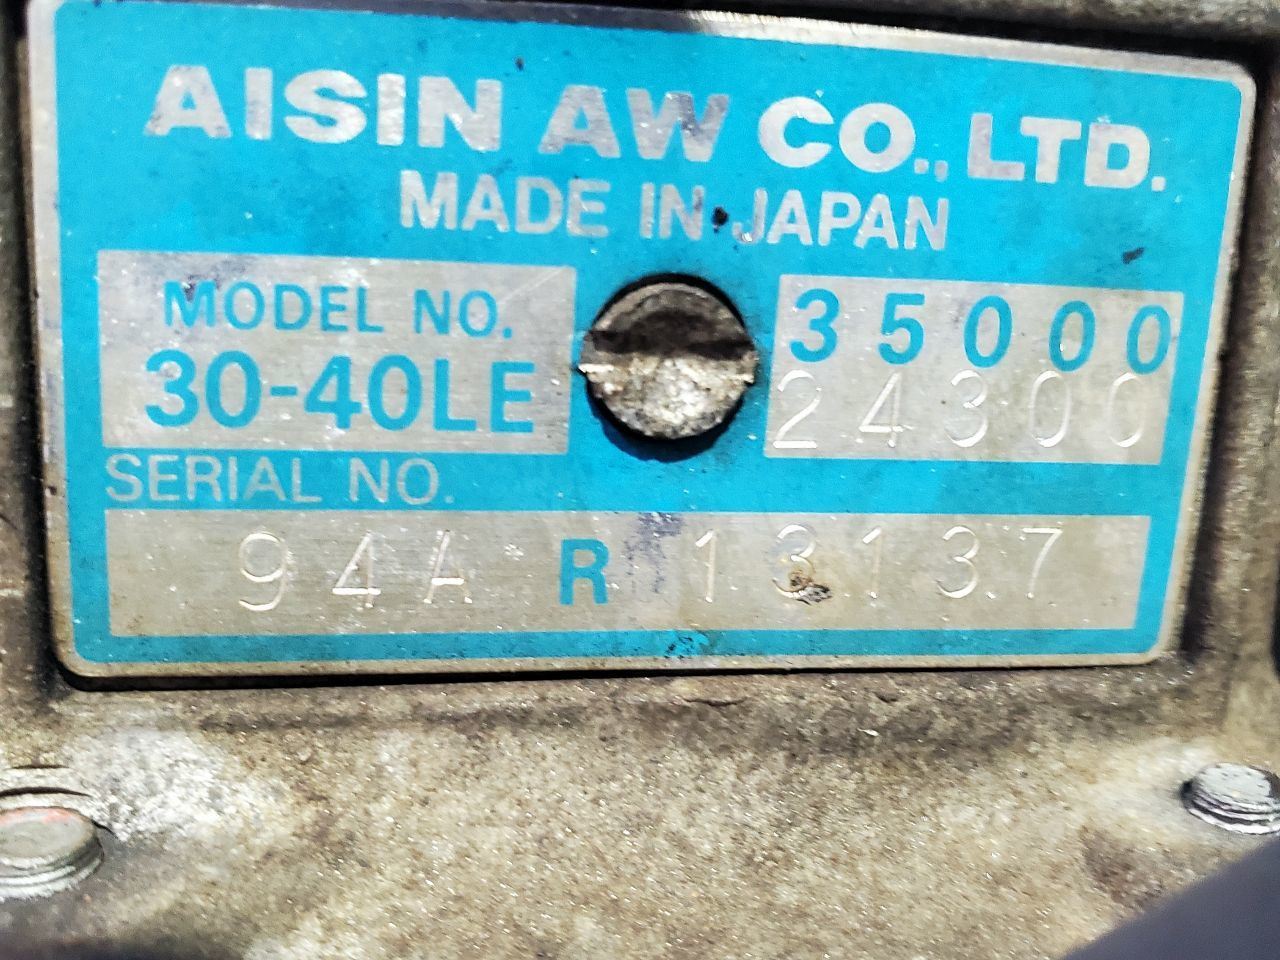 AISIN AW CO., LTD.
MADE IN JAPAN
MODEL NO.
30-40LE
35000
24300
SERIAL NO.
94A R 13137